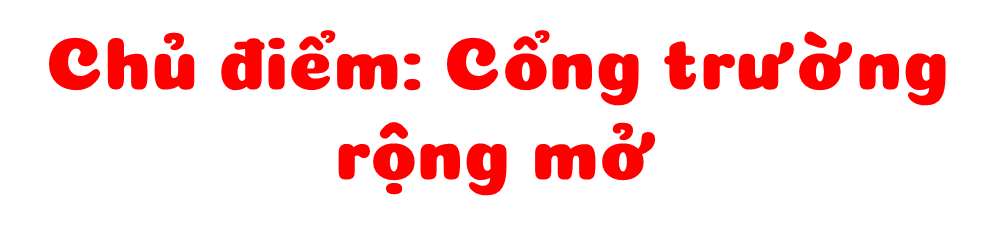 Chủ điểm: Cổng trường
rộng mở